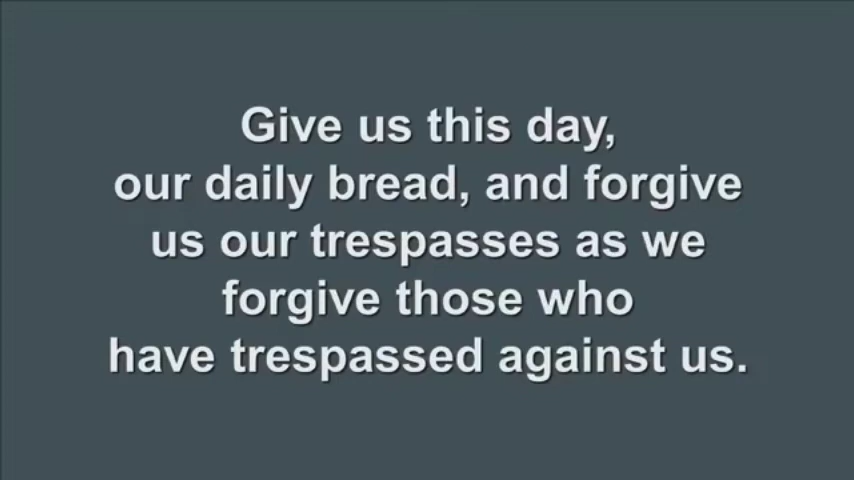 Give us this day,
our daily bread, and forgive
us our trespasses as we
forgive those who
have trespassed against us.